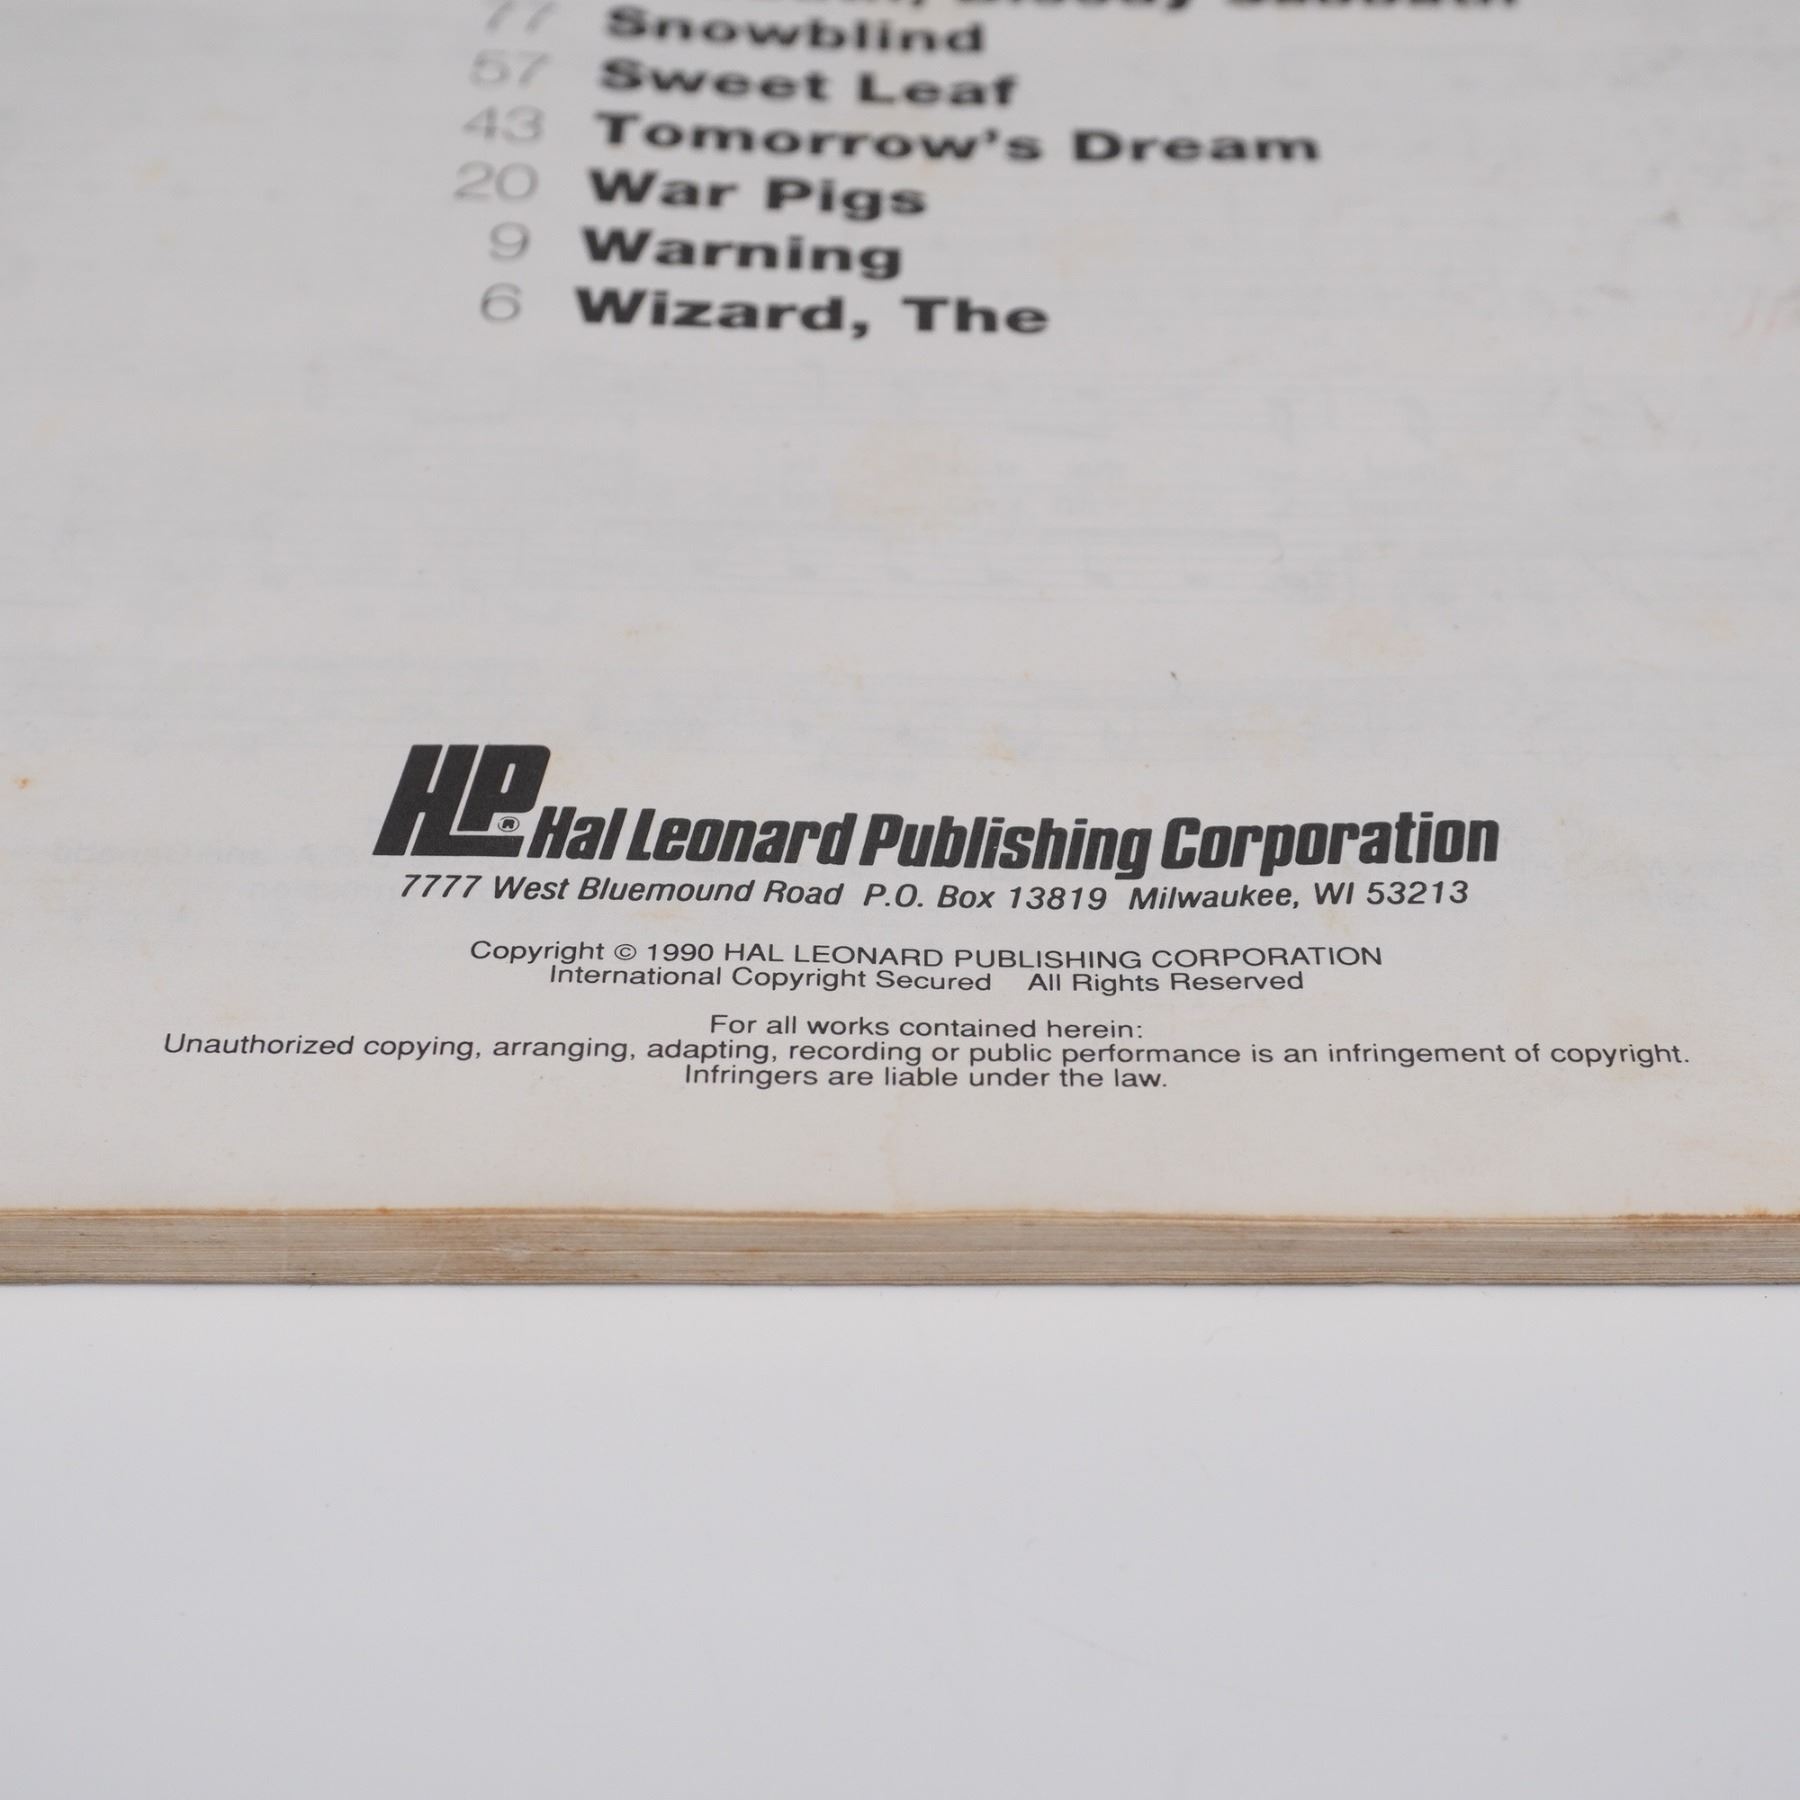 77 Snowblind
57 Sweet Leaf
43 Tomorrow's Dream
20 War Pigs
9 Warning
6 Wizard, The
HP® Hal Leonard Publishing Corporation
7777 West Bluemound Road P.O. Box 13819 Milwaukee, WI 53213
Copyright © 1990 HAL LEONARD PUBLISHING CORPORATION
International Copyright Secured All Rights Reserved
For all works contained herein:
Unauthorized copying, arranging, adapting, recording or public performance is an infringement of copyright.
Infringers are liable under the law.